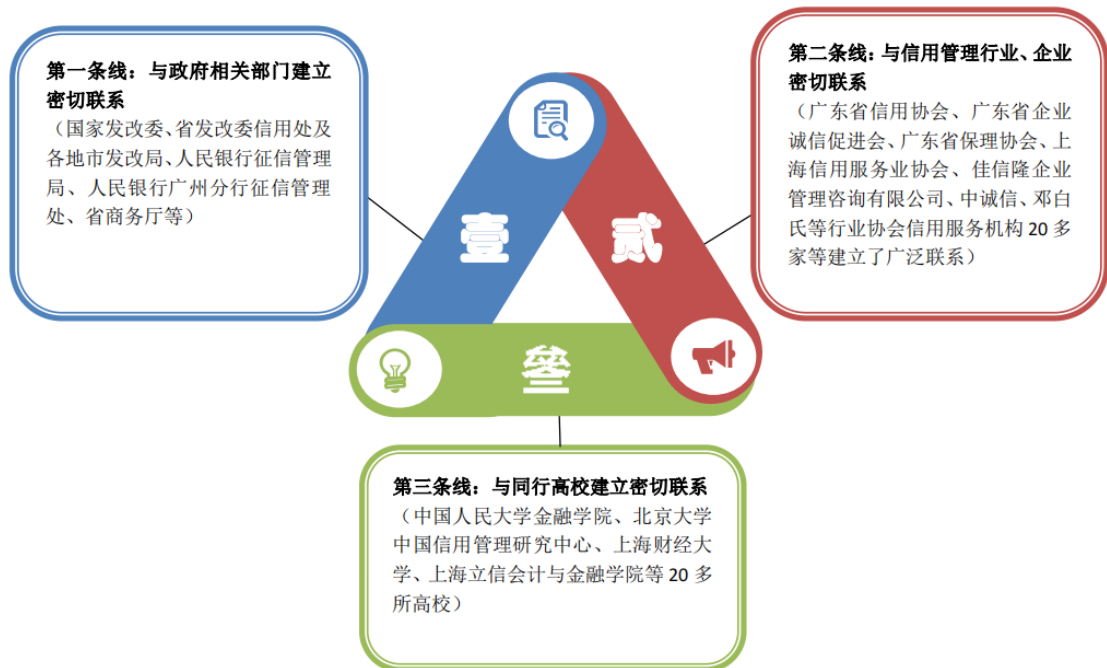 第一条线：与政府相关部门建立
密切联系
（国家发改委、省发改委信用处及
各地市发改局、人民银行征信管理
局、人民银行广州分行征信管理
处、省商务厅等）
第二条线：与信用管理行业、企业
密切联系
（广东省信用协会、广东省企业
诚信促进会、广东省保理协会、上
海信用服务业协会、佳信隆企业
管理咨询有限公司、中诚信、邓白
氏等行业协会信用服务机构 20 多
家等建立了广泛联系）
壹
贰
叁
第三条线：与同行高校建立密切联系
（中国人民大学金融学院、北京大学
中国信用管理研究中心、上海财经大
学、上海立信会计与金融学院等 20 多
所高校）